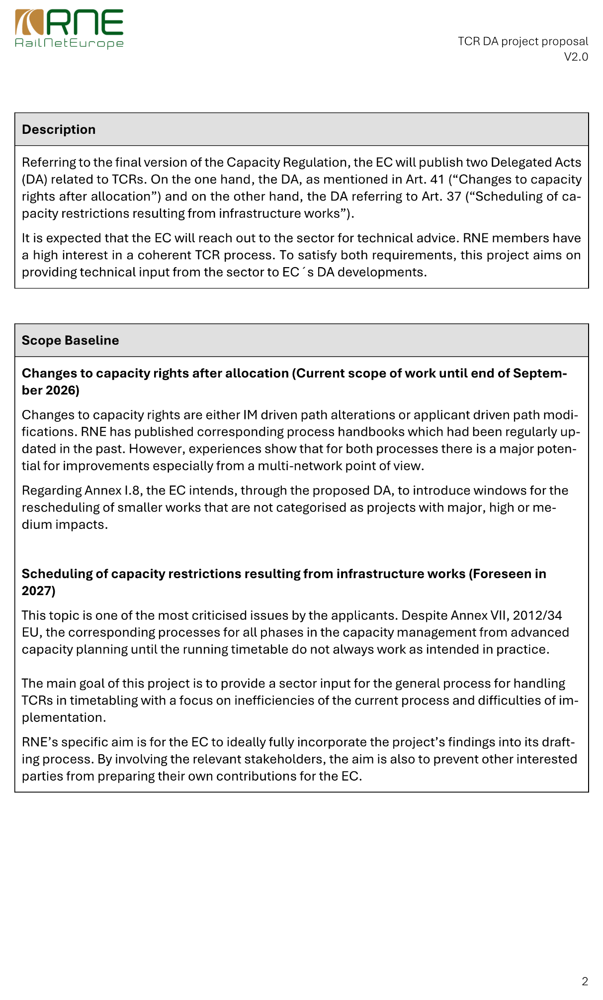 RNE
RailNetEurope
TCR DA project proposal
V2.0
Description
Referring to the final version of the Capacity Regulation, the EC will publish two Delegated Acts
(DA) related to TCRs. On the one hand, the DA, as mentioned in Art. 41 (“Changes to capacity
rights after allocation”) and on the other hand, the DA referring to Art. 37 (“Scheduling of ca-
pacity restrictions resulting from infrastructure works”).
It is expected that the EC will reach out to the sector for technical advice. RNE members have
a high interest in a coherent TCR process. To satisfy both requirements, this project aims on
providing technical input from the sector to EC´s DA developments.
Scope Baseline
Changes to capacity rights after allocation (Current scope of work until end of Septem-
ber 2026)
Changes to capacity rights are either IM driven path alterations or applicant driven path modi-
fications. RNE has published corresponding process handbooks which had been regularly up-
dated in the past. However, experiences show that for both processes there is a major poten-
tial for improvements especially from a multi-network point of view.
Regarding Annex I.8, the EC intends, through the proposed DA, to introduce windows for the
rescheduling of smaller works that are not categorised as projects with major, high or me-
dium impacts.
Scheduling of capacity restrictions resulting from infrastructure works (Foreseen in
2027)
This topic is one of the most criticised issues by the applicants. Despite Annex VII, 2012/34
EU, the corresponding processes for all phases in the capacity management from advanced
capacity planning until the running timetable do not always work as intended in practice.
The main goal of this project is to provide a sector input for the general process for handling
TCRs in timetabling with a focus on inefficiencies of the current process and difficulties of im-
plementation.
RNE’s specific aim is for the EC to ideally fully incorporate the project’s findings into its draft-
ing process. By involving the relevant stakeholders, the aim is also to prevent other interested
parties from preparing their own contributions for the EC.
2